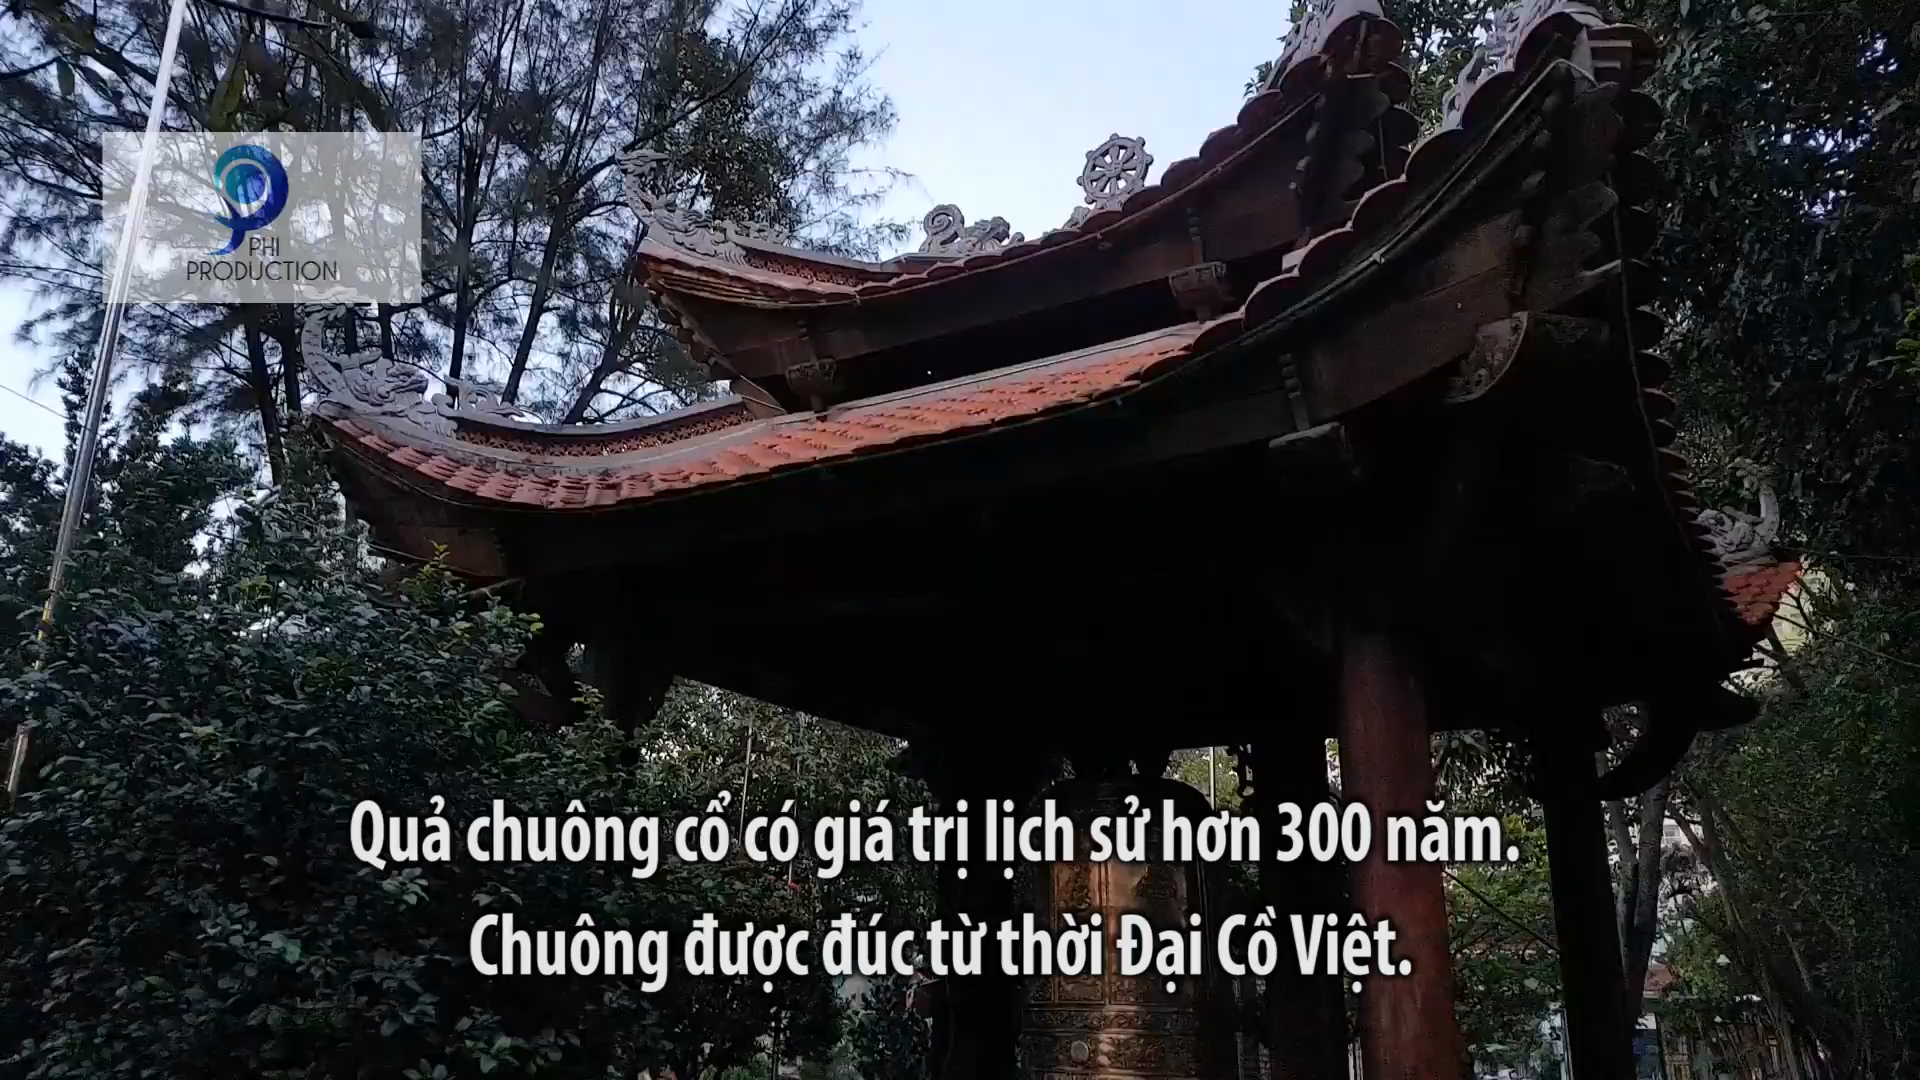 PHI
PRODUCTION
Quả chuông cổ có giá trị lịch sử hơn 300 năm.
Chuông được đúc từ thời Đại Cồ Việt.